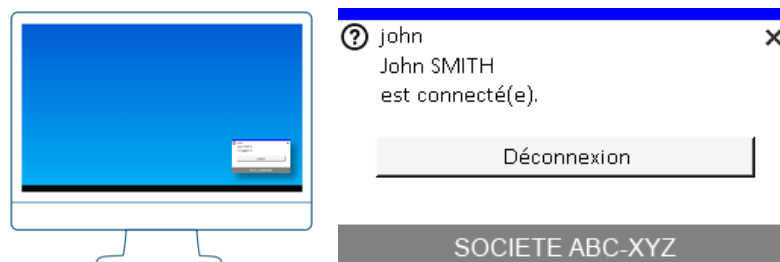 john
John SMITH
est connecté(e).
Déconnexion
SOCIETE ABC-XYZ